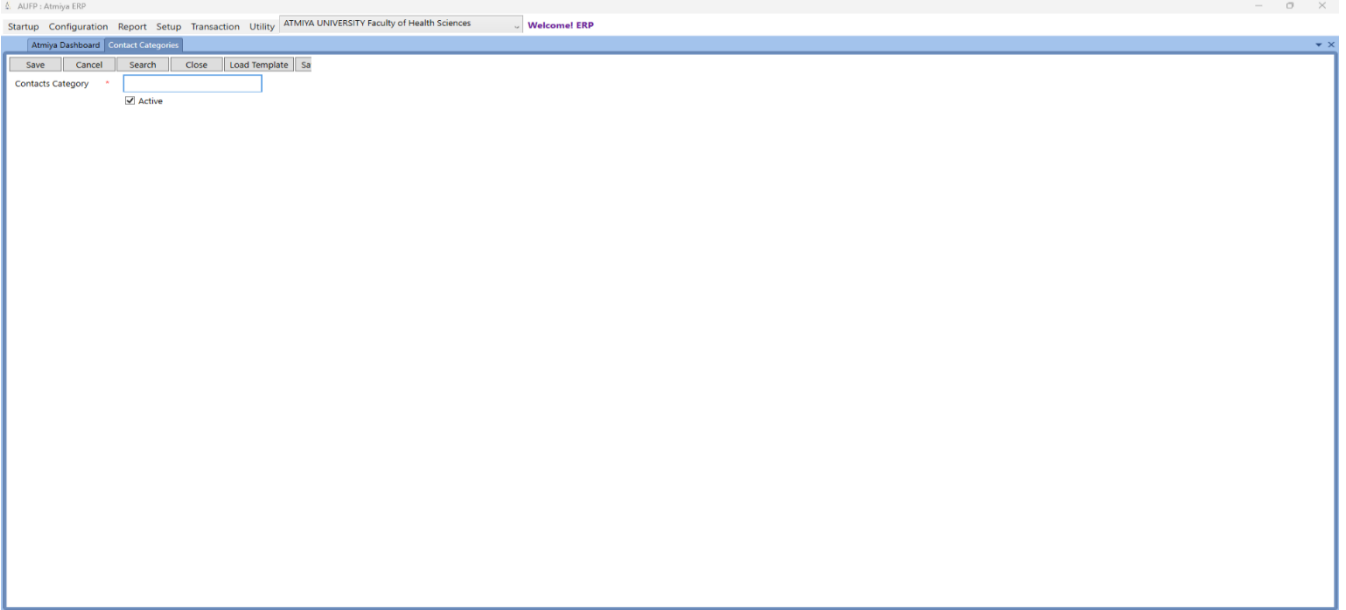 AUFP : Atmiya ERP
Startup Configuration Report Setup Transaction Utility ATMIYA UNIVERSITY Faculty of Health Sciences Welcome! ERP
Atmiya Dashboard Contact Categories
Save Cancel Search Close Load Template Sa
Contacts Category *
Active